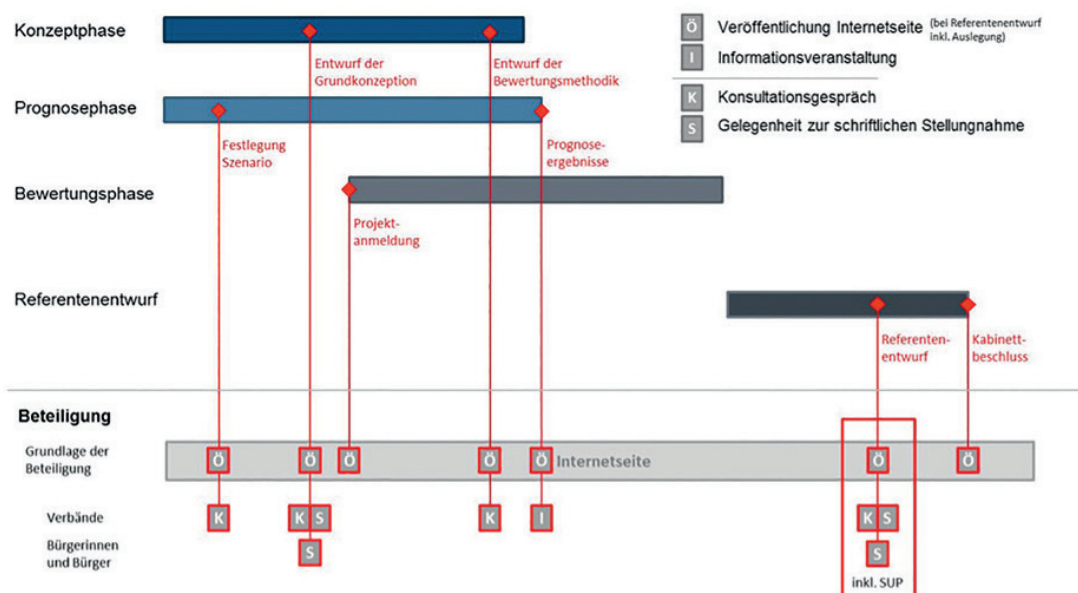 Konzeptphase
Entwurf der
Grundkonzeption
Entwurf der
Bewertungsmethodik
Ö Veröffentlichung Internetseite (bei Referentenentwurf
inkl. Auslegung)
I Informationsveranstaltung
K Konsultationsgespräch
S Gelegenheit zur schriftlichen Stellungnahme
Prognosephase
Festlegung
Szenario
Prognose-
ergebnisse
Bewertungsphase
Projekt-
anmeldung
Referentenentwurf
Referenten-
entwurf
Kabinett-
beschluss
Beteiligung
Grundlage der
Beteiligung
Ö Ö Ö Ö Ö Internetseite Ö Ö
Verbände
K K S K I K S
Bürgerinnen
und Bürger
S S
inkl. SUP